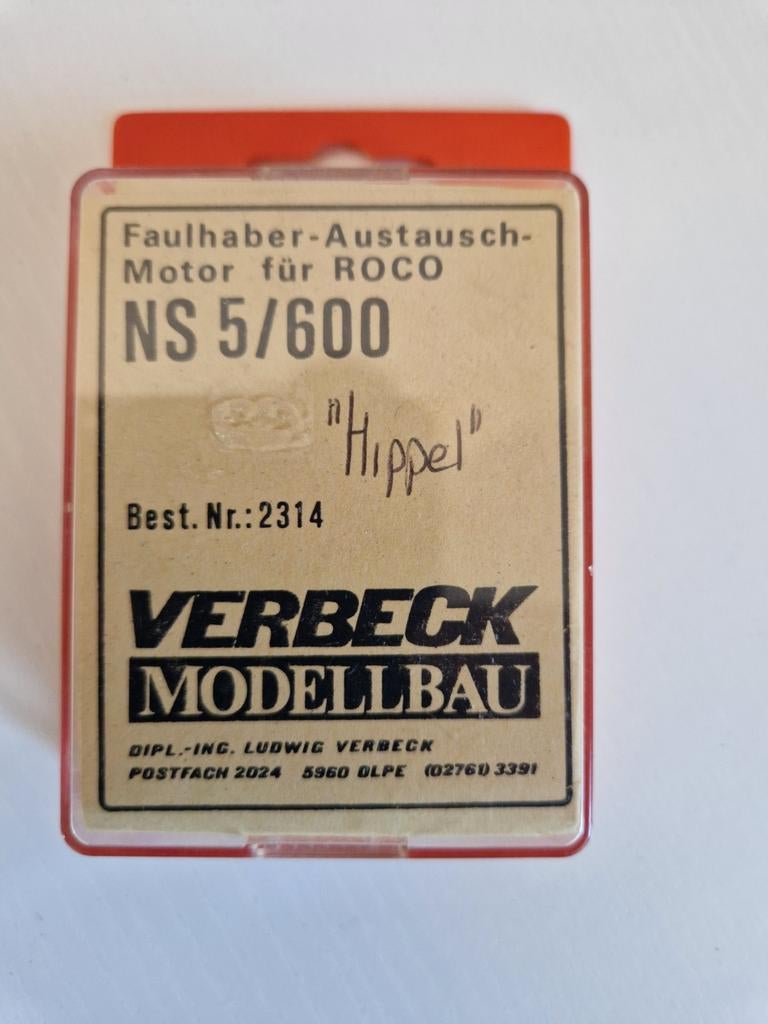 Faulhaber-Austausch-
Motor für ROCO
NS 5/600
"Hippel"
Best. Nr.: 2314
VERBECK
MODELLBAU
DIPL.-ING. LUDWIG VERBECK
POSTFACH 2024 5960 OLPE (02761) 3391